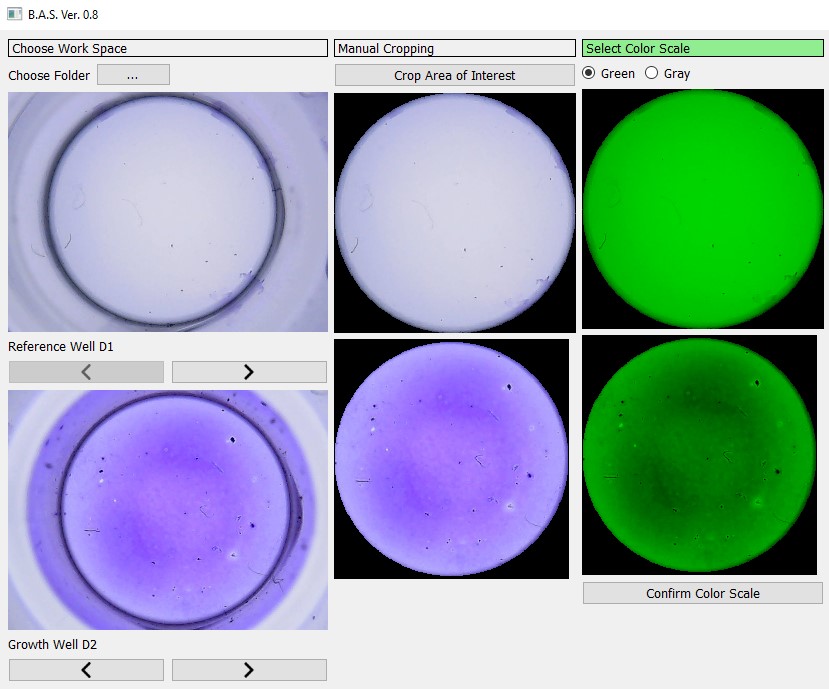 B.A.S. Ver. 0.8
Choose Work Space
Manual Cropping
Select Color Scale
Choose Folder
...
Crop Area of Interest
Green
Gray
Reference Well D1
Confirm Color Scale
Growth Well D2